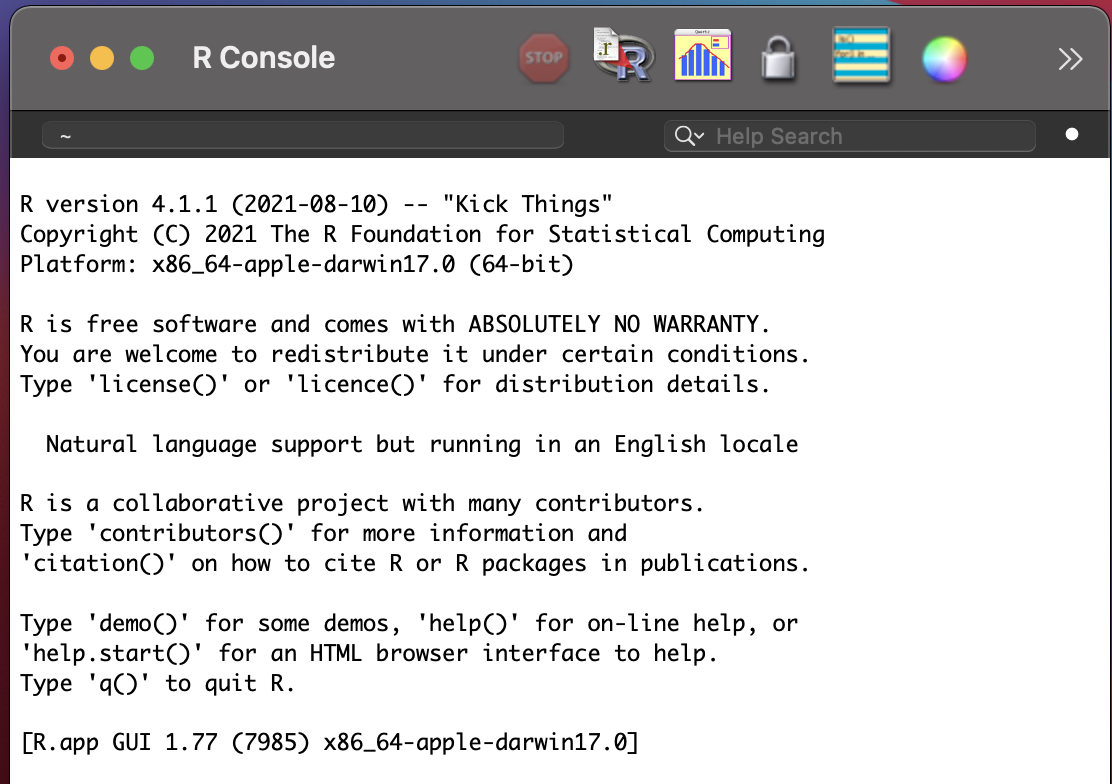 R Console
STOP
~
Help Search
R version 4.1.1 (2021-08-10) -- "Kick Things"
Copyright (C) 2021 The R Foundation for Statistical Computing
Platform: x86_64-apple-darwin17.0 (64-bit)
R is free software and comes with ABSOLUTELY NO WARRANTY.
You are welcome to redistribute it under certain conditions.
Type 'license()' or 'licence()' for distribution details.
Natural language support but running in an English locale
R is a collaborative project with many contributors.
Type 'contributors()' for more information and
'citation()' on how to cite R or R packages in publications.
Type 'demo()' for some demos, 'help()' for on-line help, or
'help.start()' for an HTML browser interface to help.
Type 'q()' to quit R.
[R.app GUI 1.77 (7985) x86_64-apple-darwin17.0]